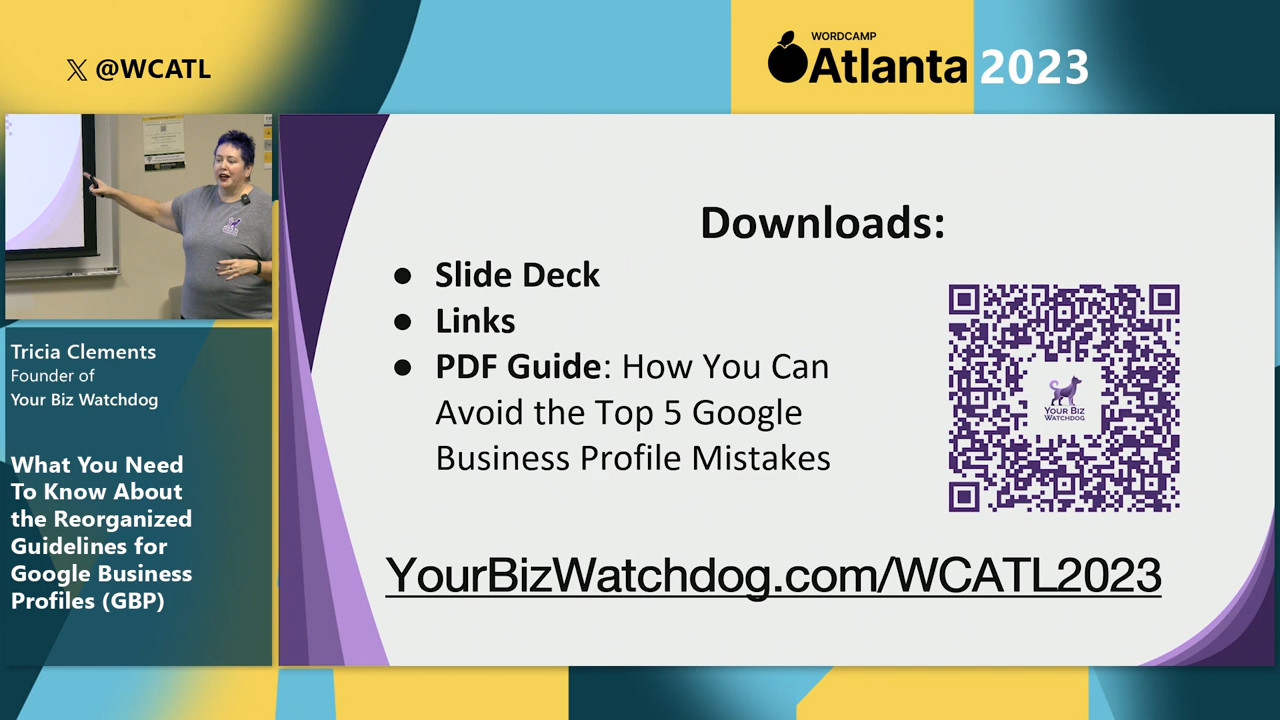 𝕏 @WCATL
WORDCAMP
Atlanta 2023
Tricia Clements
Founder of
Your Biz Watchdog
What You Need
To Know About
the Reorganized
Guidelines for
Google Business
Profiles (GBP)
Downloads:
● Slide Deck
● Links
● PDF Guide: How You Can
Avoid the Top 5 Google
Business Profile Mistakes
YOUR BIZ
WATCHDOG
YourBizWatchdog.com/WCATL2023